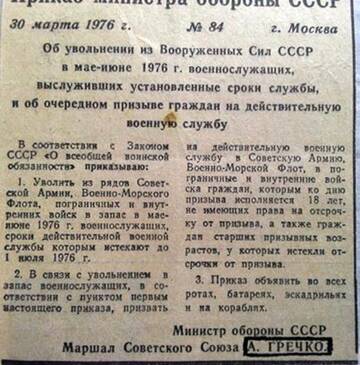 Приказ министра обороны СССР
30 марта 1976 г. № 84 г. Москва
Об увольнении из Вооруженных Сил СССР
в мае-июне 1976 г. военнослужащих,
выслуживших установленные сроки службы,
и об очередном призыве граждан на действительную
военную службу
В соответствии с Законом
СССР «О всеобщей воинской
обязанности» приказываю:
1. Уволить из рядов Совет-
ской Армии, Военно-Морского
Флота, пограничных и внут-
ренних войск в запас в мае-
июне 1976 г. военнослужащих,
сроки действительной военной
службы которым истекают до
1 июля 1976 г.
2. В связи с увольнением в
запас военнослужащих, в со-
ответствии с пунктом первым
настоящего приказа, призвать
на действительную военную
службу в Советскую Армию,
Военно-Морской Флот, в по-
граничные и внутренние вой-
ска граждан, которым ко дню
призыва исполняется 18 лет,
не имеющих права на отсроч-
ку от призыва, а также граж-
дан старших призывных воз-
растов, у которых истекли от-
срочки от призыва.
3. Приказ объявить во всех
ротах, батареях, эскадрильях
и на кораблях.
Министр обороны СССР
Маршал Советского Союза А. ГРЕЧКО.